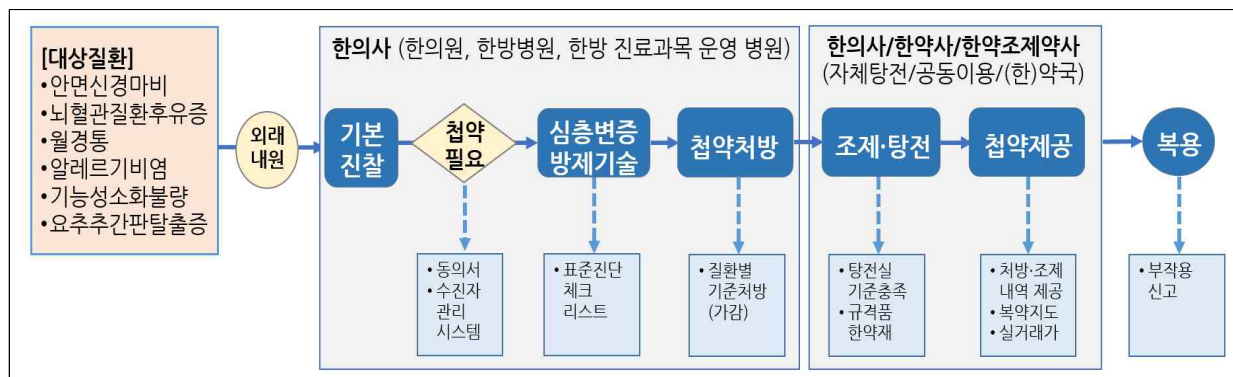 [대상질환]
•안면신경마비
•뇌혈관질환후유증
•월경통
•알레르기비염
•기능성소화불량
•요추추간판탈출증
외래
내원
한의사 (한의원, 한방병원, 한방 진료과목 운영 병원)
기본
진찰
첩약
필요
심층변증
방제기술
첩약처방
• 동의서
• 수진자
관리
시스템
• 표준진단
체크
리스트
• 질환별
기준처방
(가감)
한의사/한약사/한약조제약사
(자체탕전/공동이용/(한)약국)
조제·탕전
첩약제공
• 탕전실
기준충족
• 규격품
한약재
• 처방·조제
내역 제공
• 복약지도
• 실거래가
복용
• 부작용
신고